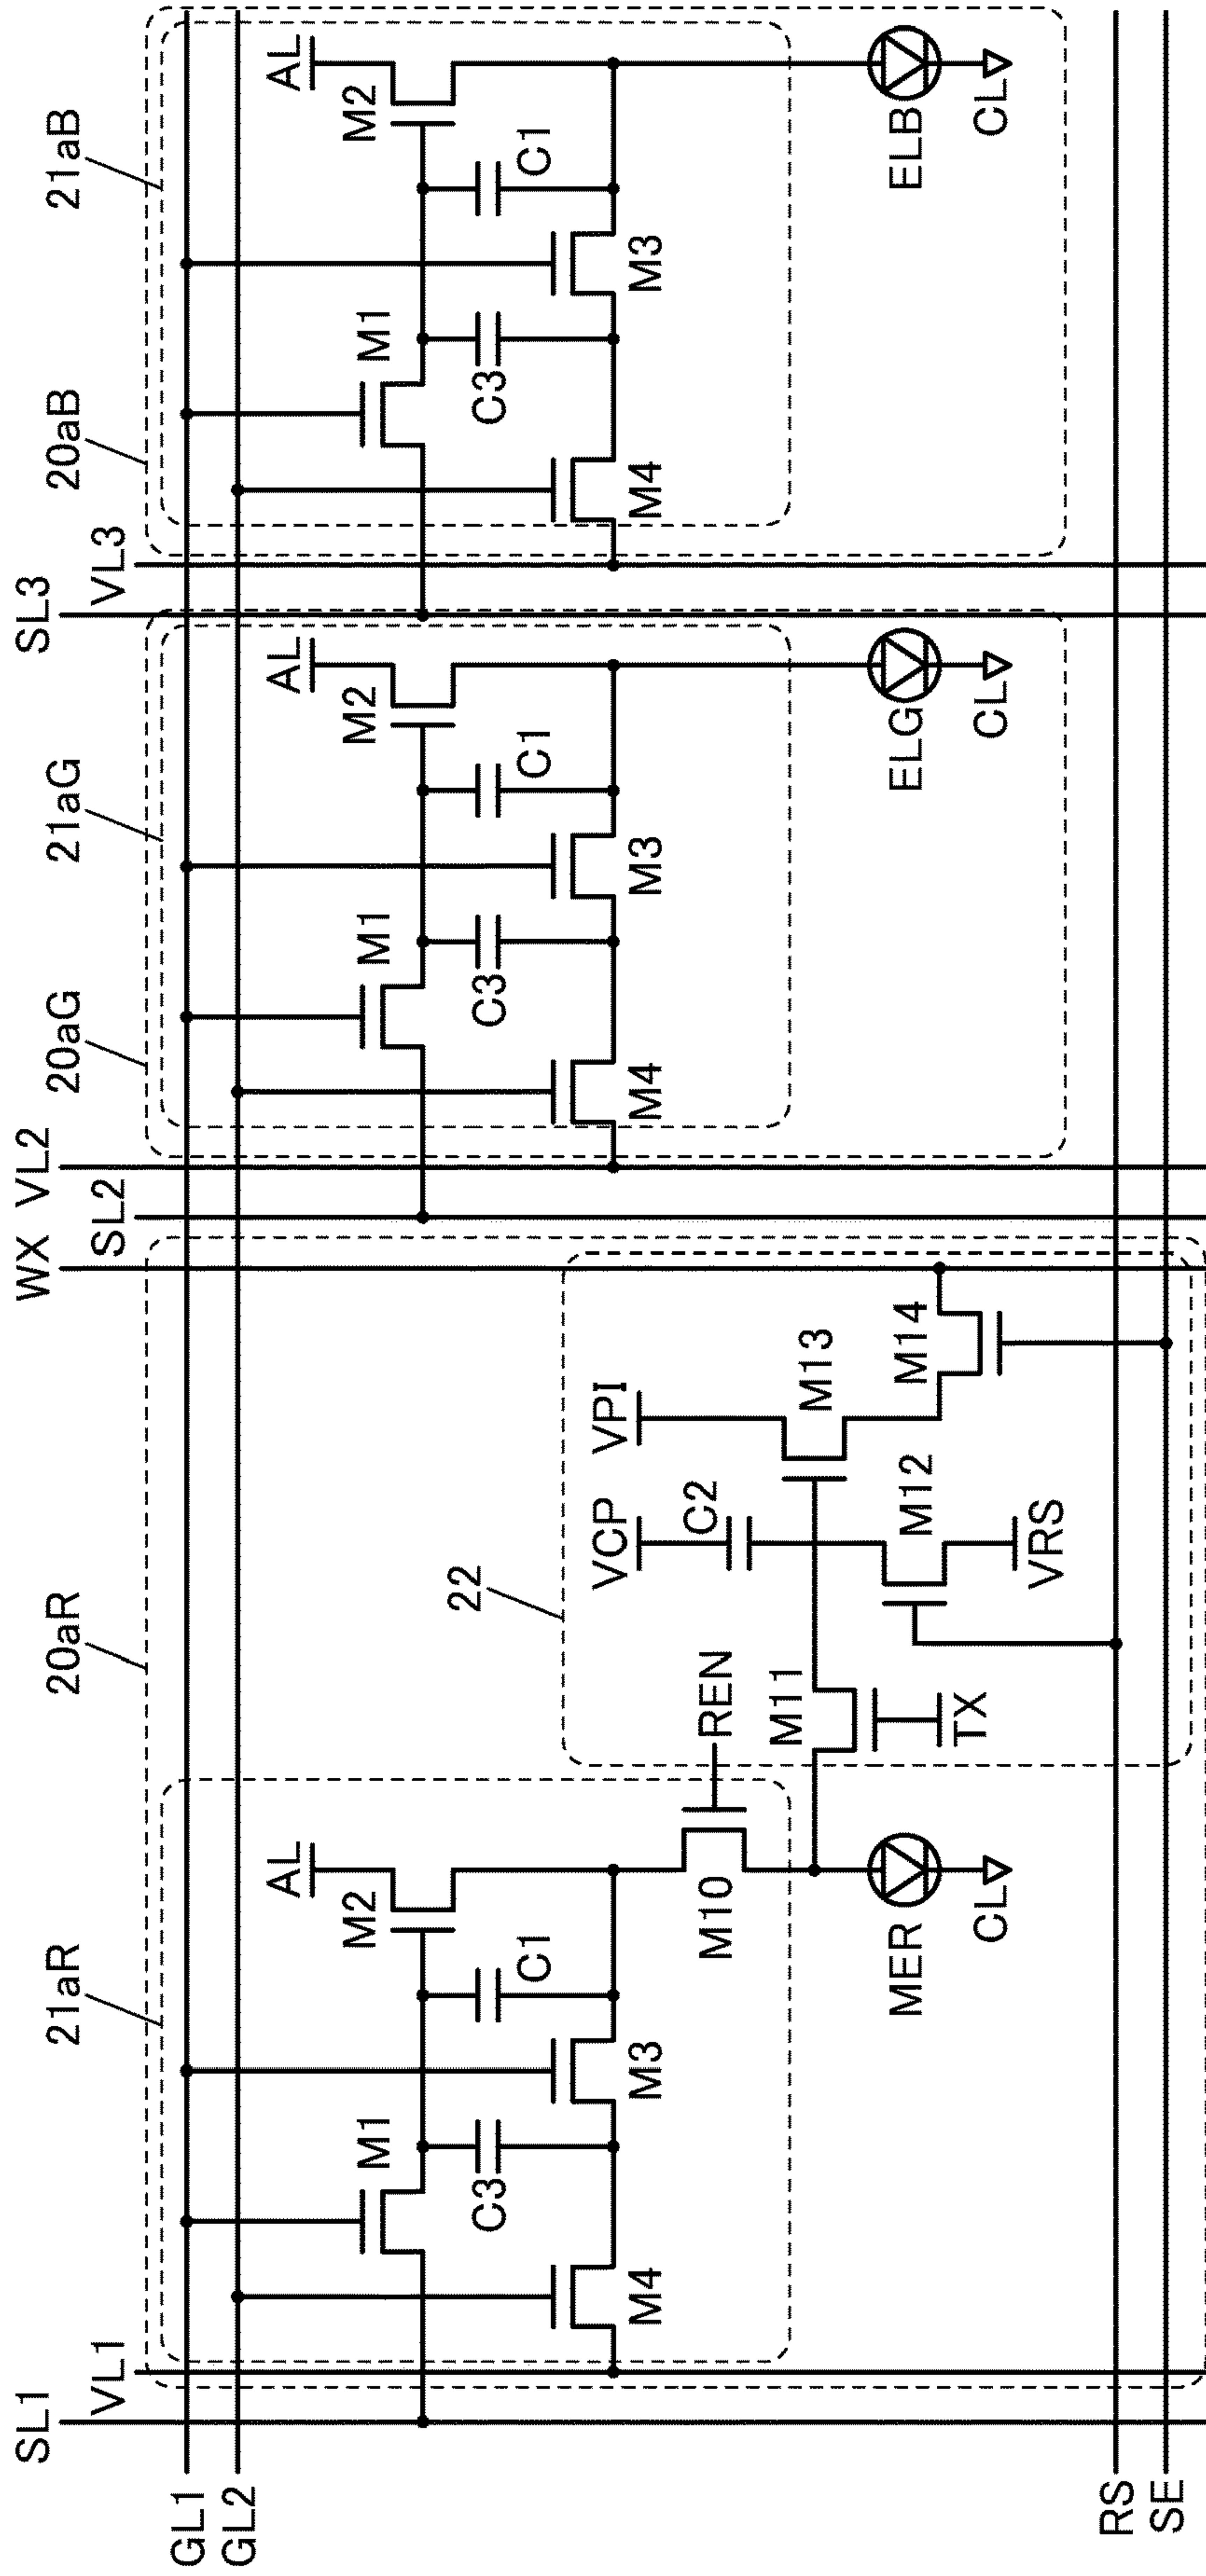 21aR
20aR
20aG
21aG
20aB
21aB
SL1
VL1
WX
VL2
SL2
SL3
VL3
GL1
GL2
AL
M2
M1
C1
C3
M3
M4
M10
REN
MER
CL
22
VCP
VPI
C2
M13
M11
M12
M14
TX
VRS
AL
M2
M1
C1
C3
M3
M4
ELG
CL
AL
M2
M1
C1
C3
M3
M4
ELB
CL
RS
SE